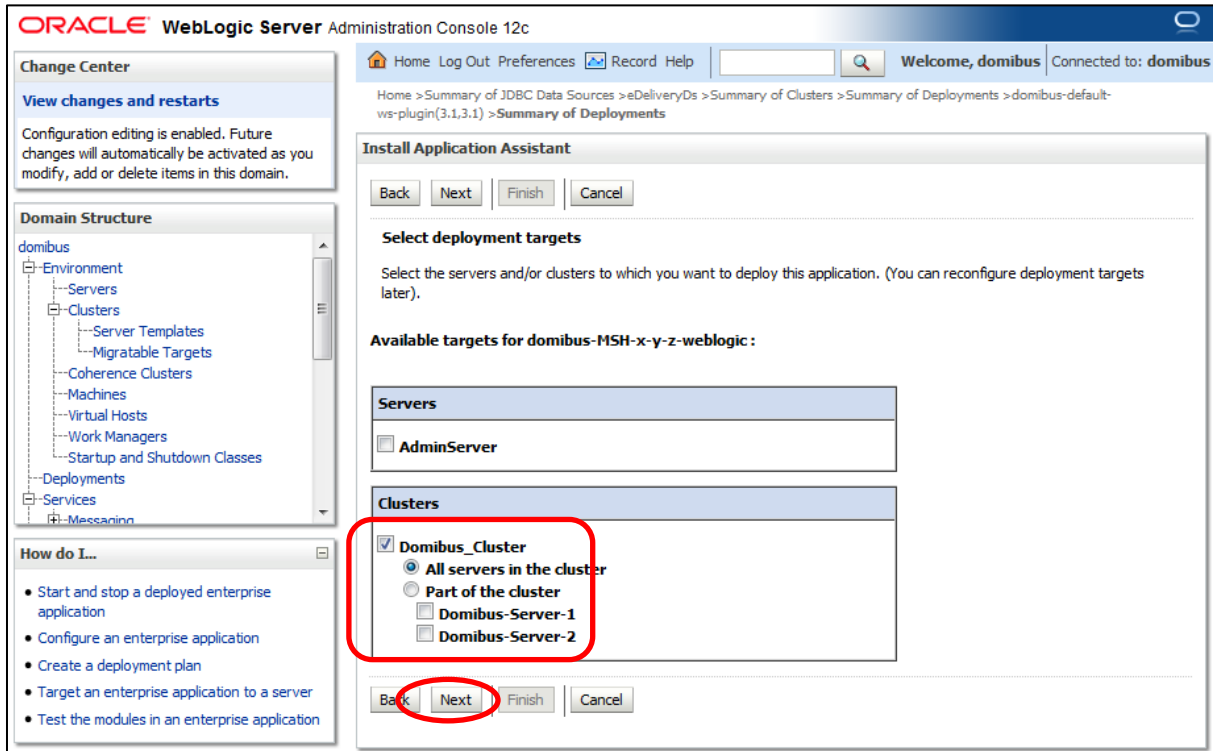 ORACLE WebLogic Server Administration Console 12c
Change Center
View changes and restarts
Configuration editing is enabled. Future
changes will automatically be activated as you
modify, add or delete items in this domain.
Domain Structure
domibus
Environment
Servers
Clusters
Server Templates
Migratable Targets
Coherence Clusters
Machines
Virtual Hosts
Work Managers
Startup and Shutdown Classes
Deployments
Services
Messaging
How do I...
• Start and stop a deployed enterprise
application
• Configure an enterprise application
• Create a deployment plan
• Target an enterprise application to a server
• Test the modules in an enterprise application
Home Log Out Preferences Record Help Welcome, domibus Connected to: domibus
Home >Summary of JDBC Data Sources >eDeliveryDs >Summary of Clusters >Summary of Deployments >domibus-default-
ws-plugin(3.1,3.1) >Summary of Deployments
Install Application Assistant
Back Next Finish Cancel
Select deployment targets
Select the servers and/or clusters to which you want to deploy this application. (You can reconfigure deployment targets
later).
Available targets for domibus-MSH-x-y-z-weblogic :
Servers
AdminServer
Clusters
Domibus_Cluster
All servers in the cluster
Part of the cluster
Domibus-Server-1
Domibus-Server-2
Back Next Finish Cancel